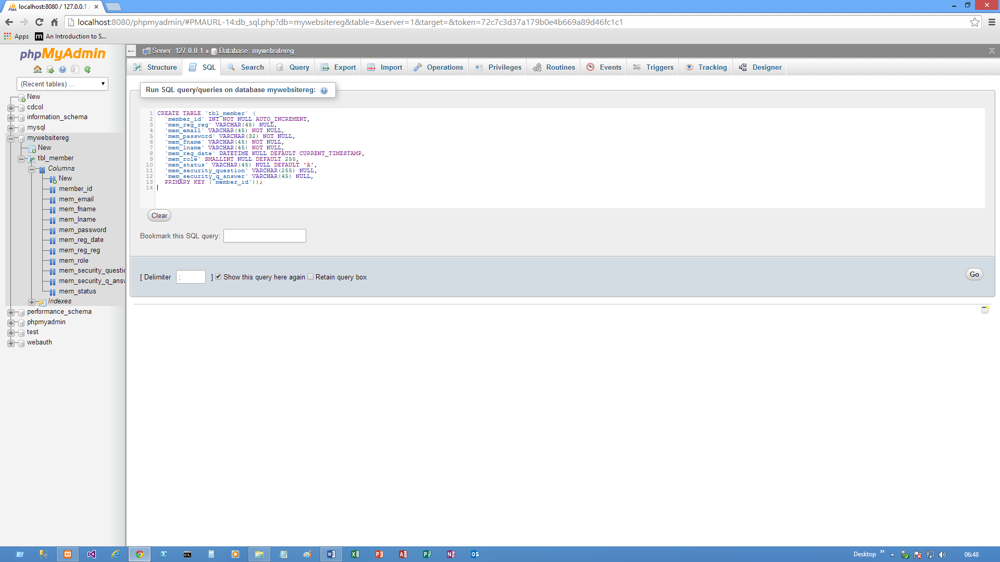 localhost:8080 / 127.0.0.1
localhost:8080/phpmyadmin/#PMAURL-14:db_sql.php?db=mywebsitereg&table=&server=1&target=&token=72c7c3d37a179b0e4b669a89d46fc1c1
Apps
An Introduction to S...
phpMyAdmin
(Recent tables) ...
New
cdcol
information_schema
mysql
mywebsitereg
New
tbl_member
Columns
New
member_id
mem_email
mem_fname
mem_lname
mem_password
mem_reg_date
mem_reg_reg
mem_role
mem_security_questic
mem_security_q_answ
mem_status
Indexes
performance_schema
phpmyadmin
test
webauth
Server: 127.0.0.1 » Database: mywebsitereg
Structure SQL Search Query Export Import Operations Privileges Routines Events Triggers Tracking Designer
Run SQL query/queries on database mywebsitereg:
1 CREATE TABLE `tbl_member` (
2 `member_id` INT NOT NULL AUTO_INCREMENT,
3 `mem_reg_reg` VARCHAR(45) NULL,
4 `mem_email` VARCHAR(45) NOT NULL,
5 `mem_password` VARCHAR(32) NOT NULL,
6 `mem_fname` VARCHAR(45) NOT NULL,
7 `mem_lname` VARCHAR(45) NOT NULL,
8 `mem_reg_date` DATETIME NULL DEFAULT CURRENT_TIMESTAMP,
9 `mem_role` SMALLINT NULL DEFAULT 255,
10 `mem_status` VARCHAR(45) NULL DEFAULT 'A',
11 `mem_security_question` VARCHAR(255) NULL,
12 `mem_security_q_answer` VARCHAR(45) NULL,
13 PRIMARY KEY (`member_id`));
14
Clear
Bookmark this SQL query:
[ Delimiter ; ] Show this query here again Retain query box
Go
Desktop
06:48